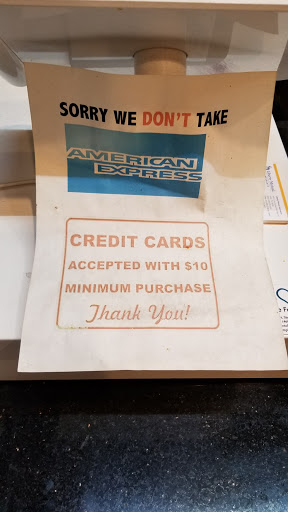 SORRY WE DON'T TAKE
AMERICAN
EXPRESS
CREDIT CARDS
ACCEPTED WITH $10
MINIMUM PURCHASE
Thank You!